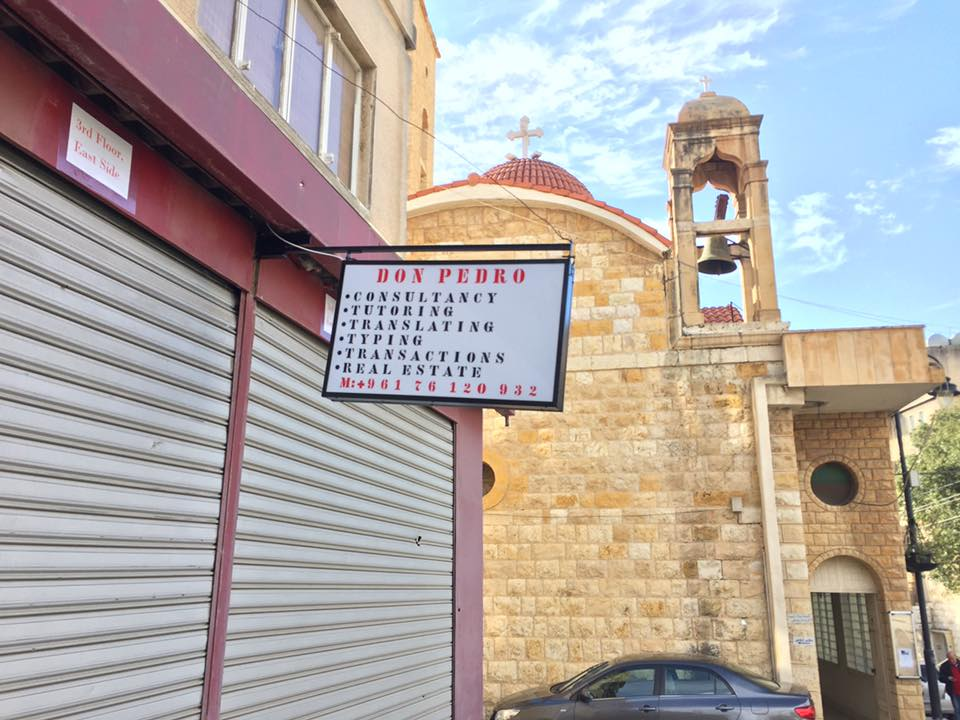 3rd Floor,
East Side
DON PEDRO
•CONSULTANCY
•TUTORING
•TRANSLATING
•TYPING
•TRANSACTIONS
•REAL ESTATE
M:+961 76 120 932